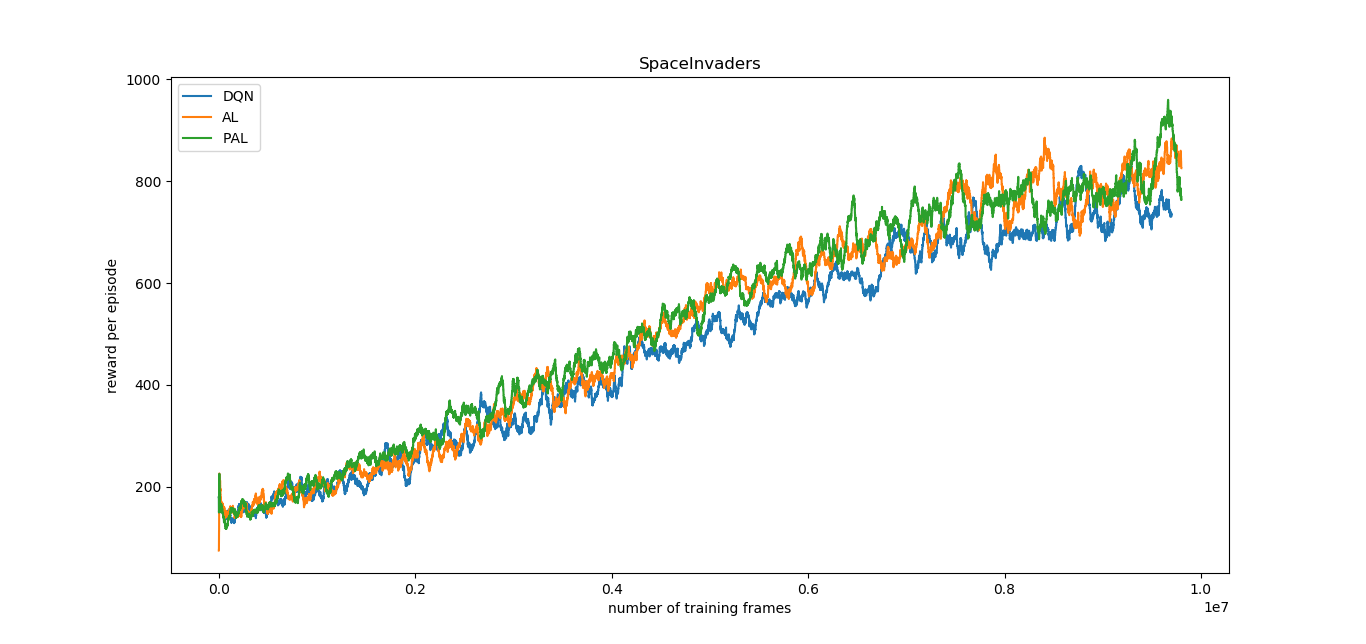 SpaceInvaders
DQN
AL
PAL
1000
800
600
400
200
reward per episode
0.0 0.2 0.4 0.6 0.8 1.0
1e7
number of training frames